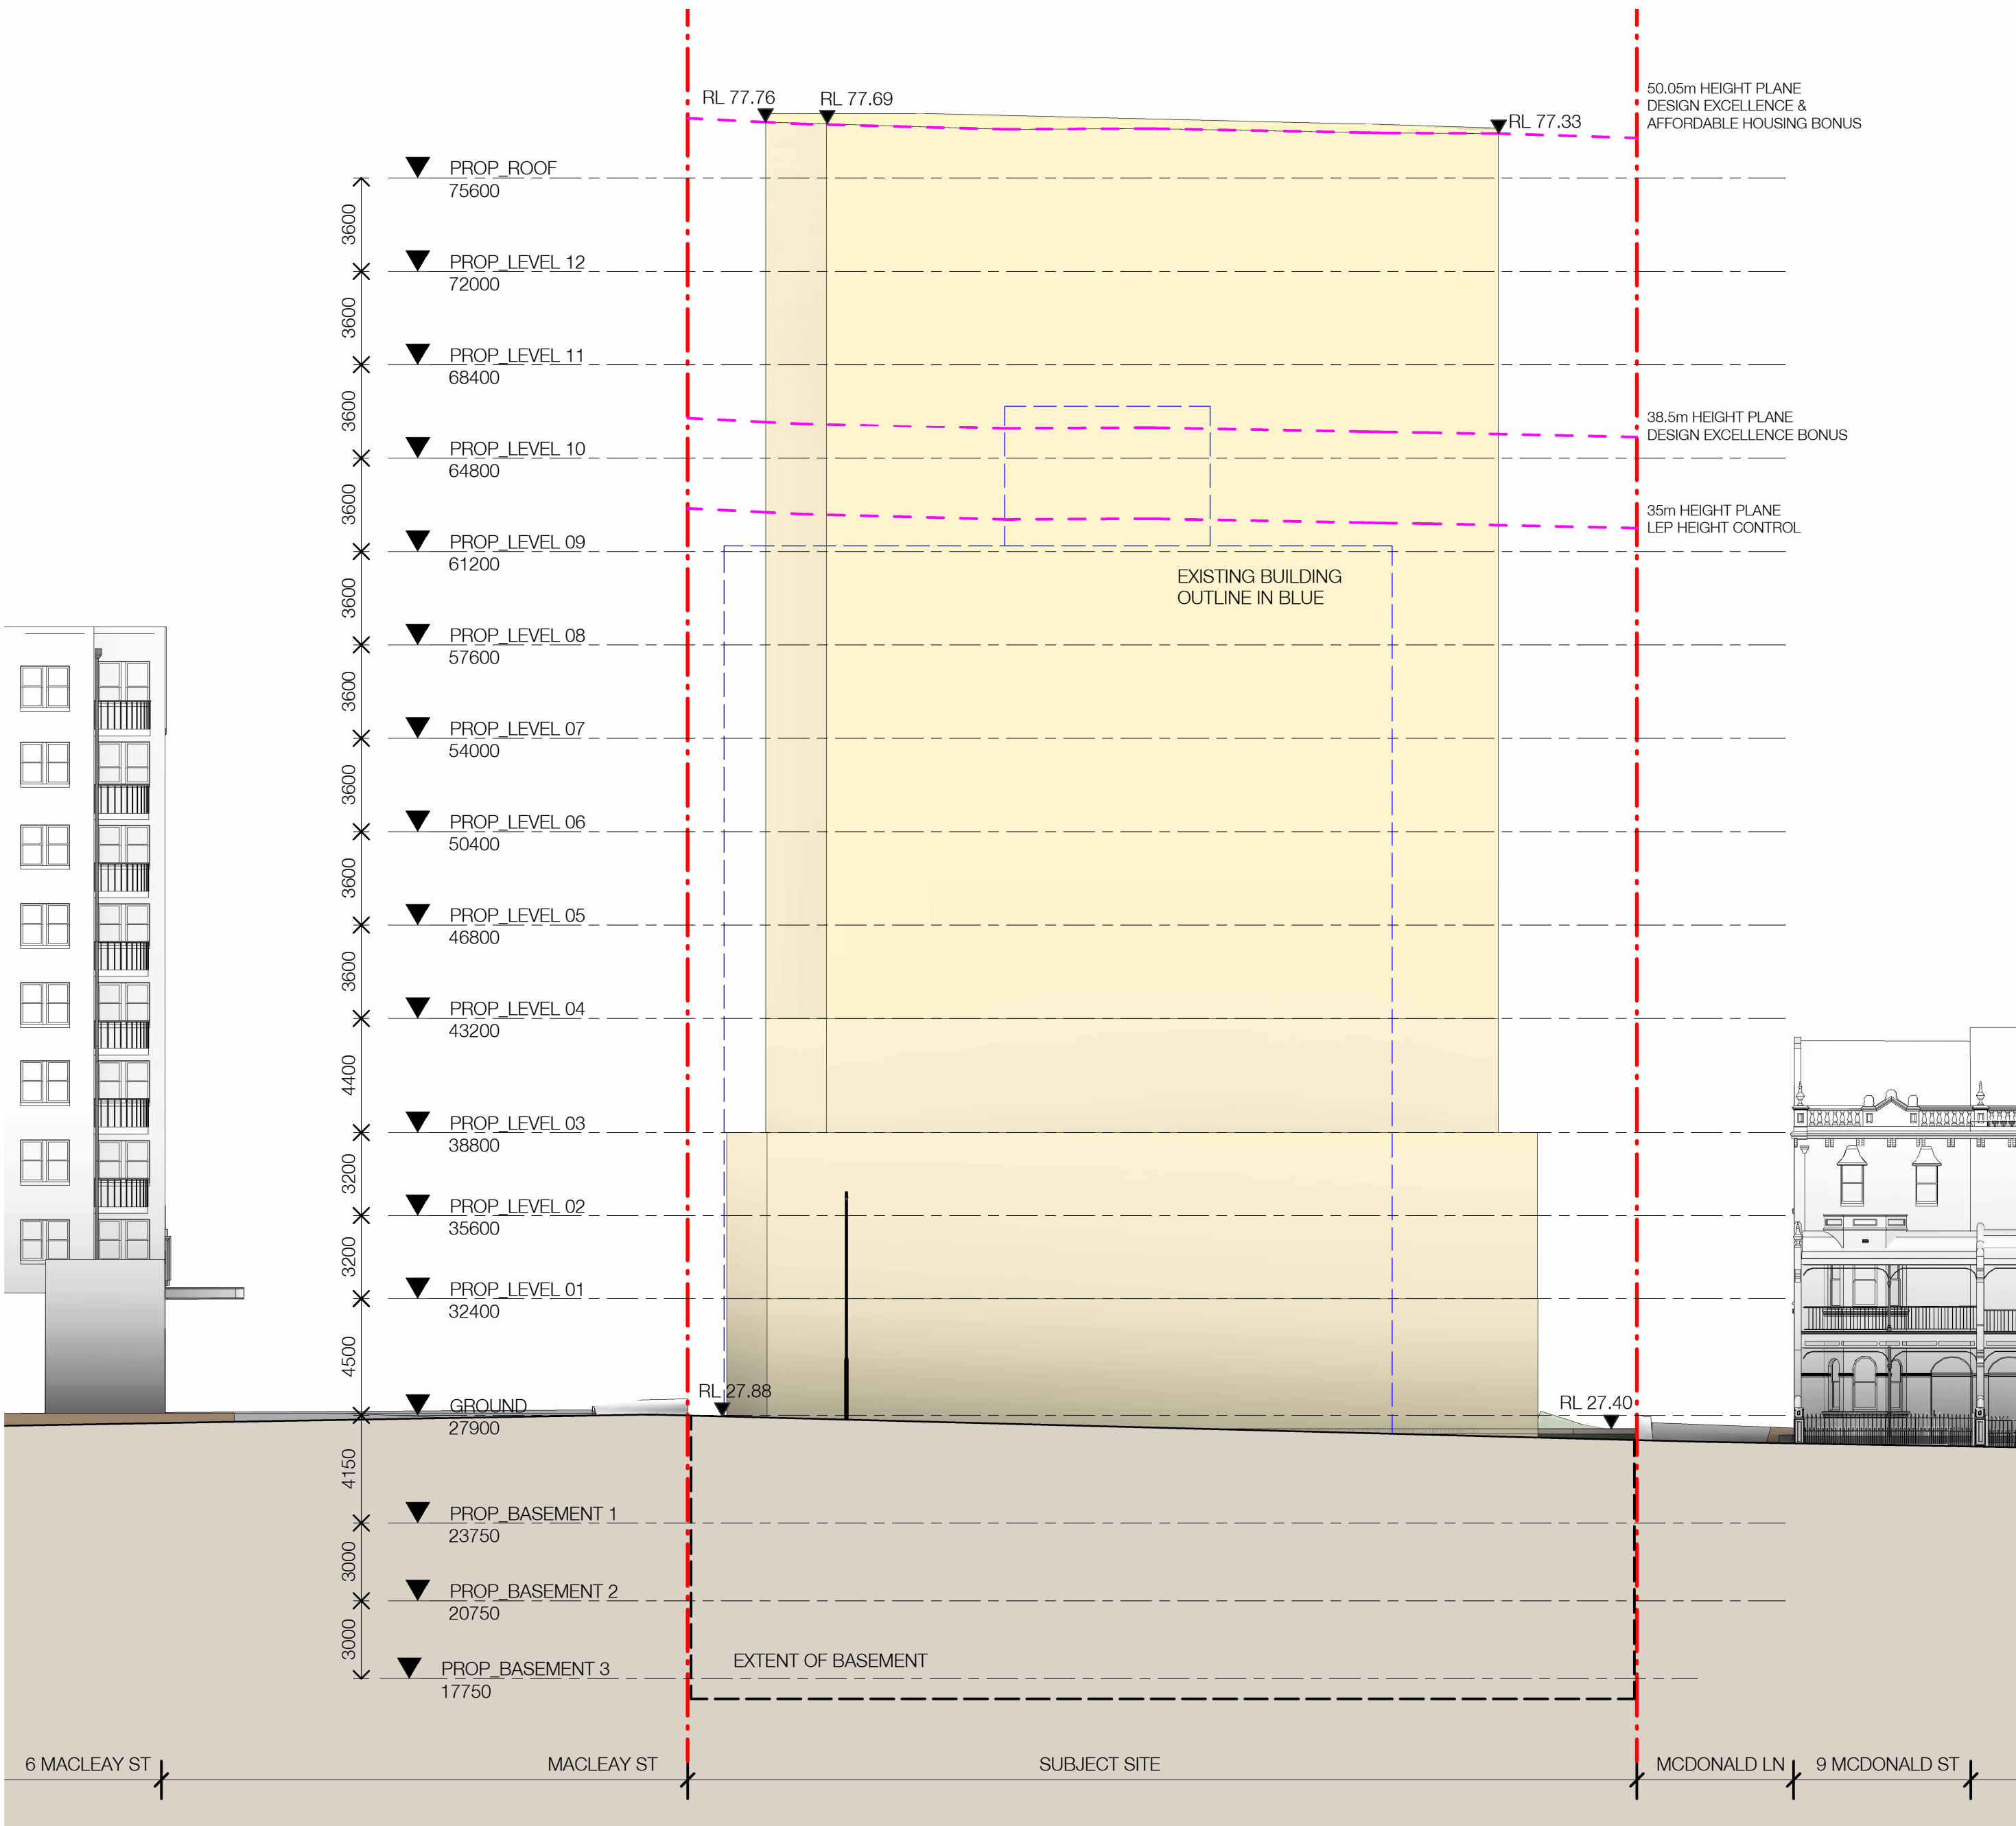 RL 77.76
RL 77.69
RL 77.33
50.05m HEIGHT PLANE
DESIGN EXCELLENCE &
AFFORDABLE HOUSING BONUS
PROP_ROOF
75600
3600
PROP_LEVEL 12
72000
3600
PROP_LEVEL 11
68400
3600
38.5m HEIGHT PLANE
DESIGN EXCELLENCE BONUS
PROP_LEVEL 10
64800
3600
35m HEIGHT PLANE
LEP HEIGHT CONTROL
PROP_LEVEL 09
61200
EXISTING BUILDING
OUTLINE IN BLUE
3600
PROP_LEVEL 08
57600
3600
PROP_LEVEL 07
54000
3600
PROP_LEVEL 06
50400
3600
PROP_LEVEL 05
46800
3600
PROP_LEVEL 04
43200
4400
PROP_LEVEL 03
38800
3200
PROP_LEVEL 02
35600
3200
PROP_LEVEL 01
32400
4500
RL 27.88
RL 27.40
GROUND
27900
4150
PROP_BASEMENT 1
23750
3000
PROP_BASEMENT 2
20750
3000
PROP_BASEMENT 3
17750
EXTENT OF BASEMENT
6 MACLEAY ST
MACLEAY ST
SUBJECT SITE
MCDONALD LN
9 MCDONALD ST